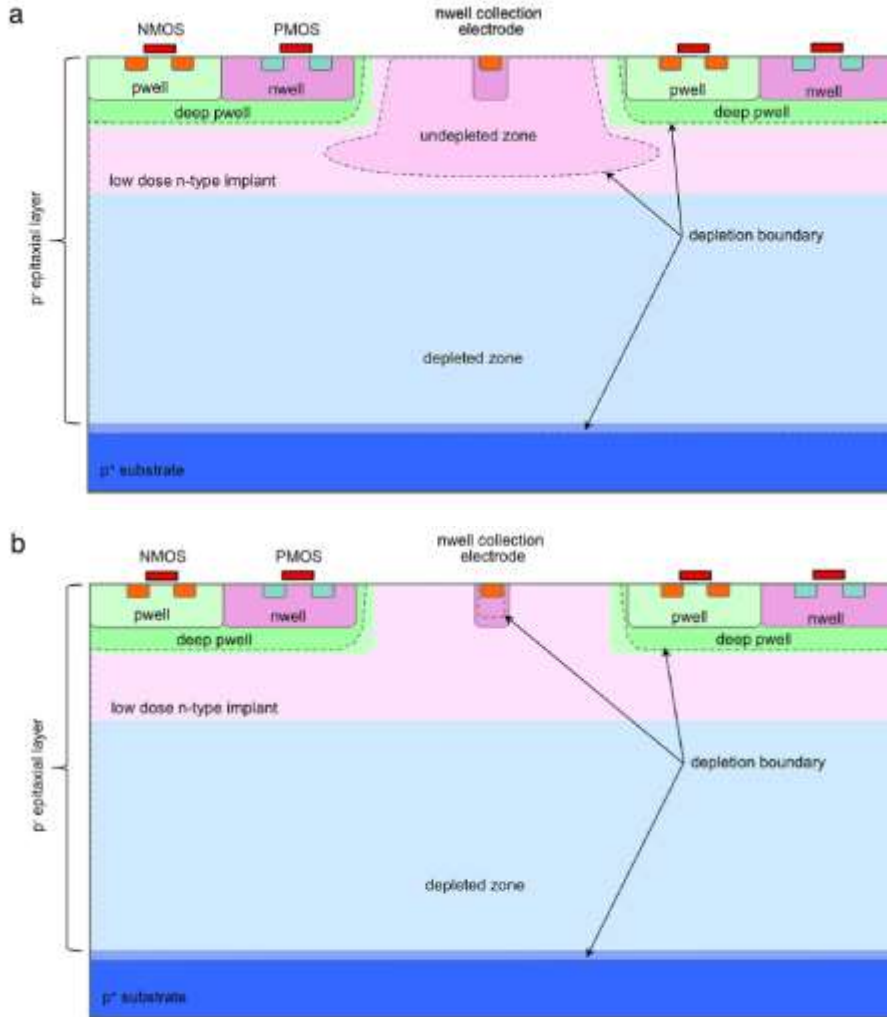 a
nwell collection
NMOS PMOS electrode
pwell nwell pwell nwell
deep pwell deep pwell
undepleted zone
low dose n-type implant
depletion boundary
p- epitaxial layer
depleted zone
p+ substrate
b
nwell collection
NMOS PMOS electrode
pwell nwell pwell nwell
deep pwell deep pwell
low dose n-type implant
depletion boundary
p- epitaxial layer
depleted zone
p+ substrate